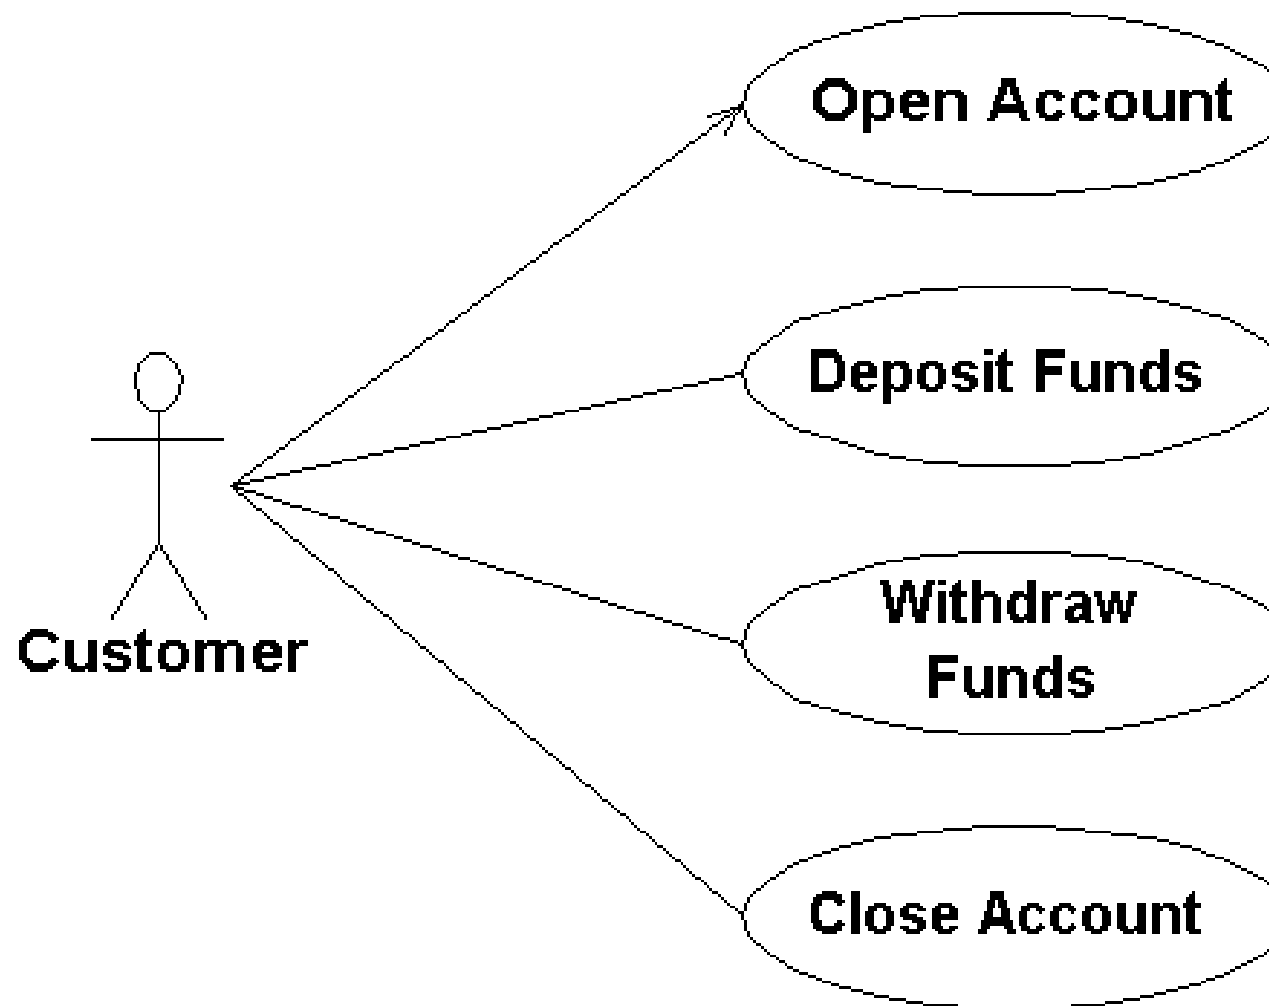 Open Account
Deposit Funds
Withdraw
Funds
Customer
Close Account